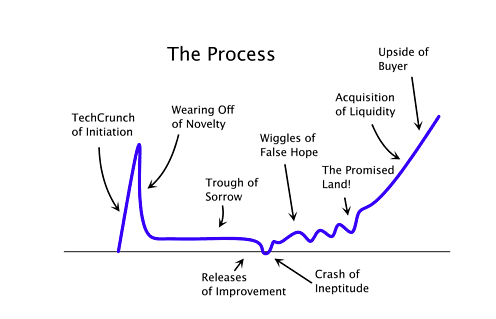 The Process
TechCrunch
of Initiation
Wearing Off
of Novelty
Trough of
Sorrow
Releases
of Improvement
Crash of
Ineptitude
Wiggles of
False Hope
The Promised
Land!
Acquisition
of Liquidity
Upside of
Buyer